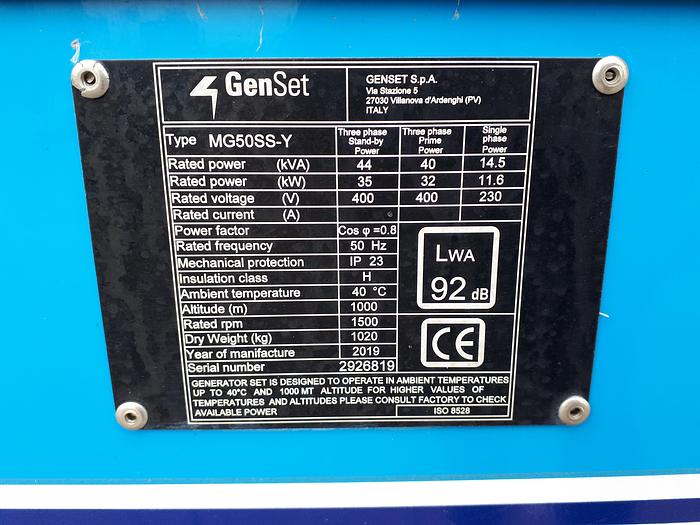 GenSet
GENSET S.p.A.
Via Stazione 5
27030 Villanova d'Ardenghi (PV)
ITALY
Type MG50SS-Y Three phase Stand-by Power Three phase Prime Power Single phase Power
Rated power (kVA) 44 40 14.5
Rated power (kW) 35 32 11.6
Rated voltage (V) 400 400 230
Rated current (A)
Power factor Cos φ =0.8
Rated frequency 50 Hz
Mechanical protection IP 23
Insulation class H
Ambient temperature 40 °C
Altitude (m) 1000
Rated rpm 1500
Dry Weight (kg) 1020
Year of manifacture 2019
Serial number 2926819
LWA
92 dB
CE
GENERATOR SET IS DESIGNED TO OPERATE IN AMBIENT TEMPERATURES
UP TO 40°C AND 1000 MT ALTITUDE FOR HIGHER VALUES OF
TEMPERATURES AND ALTITUDES PLEASE CONSULT FACTORY TO CHECK
AVAILABLE POWER ISO 8528